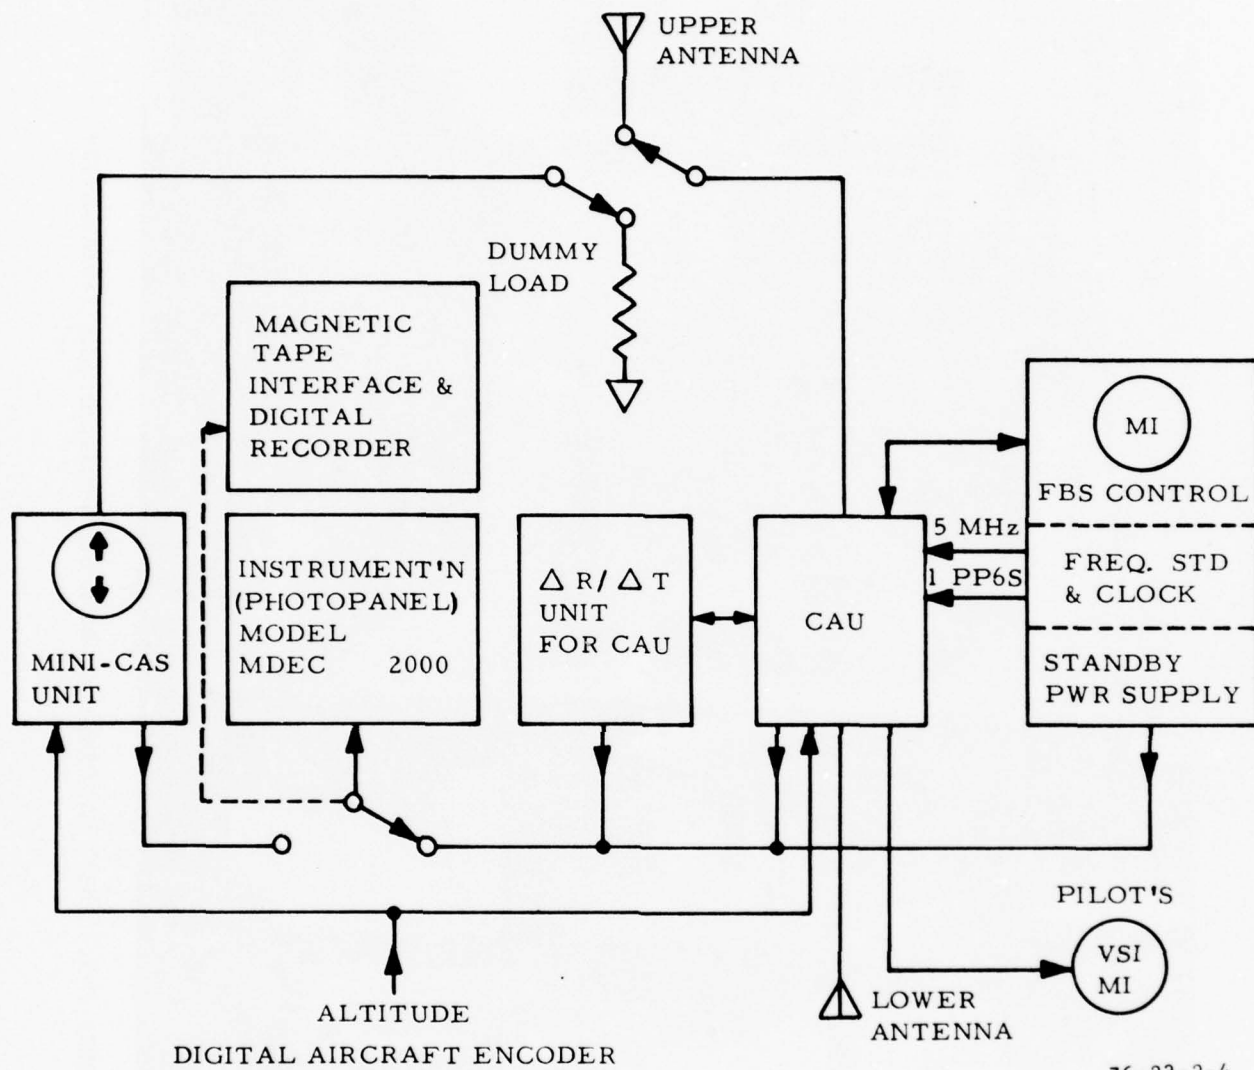 UPPER
ANTENNA
DUMMY
LOAD
MAGNETIC
TAPE
INTERFACE &
DIGITAL
RECORDER
MI
FBS CONTROL
5 MHz
1 PP6S
FREQ. STD
& CLOCK
STANDBY
PWR SUPPLY
MINI-CAS
UNIT
INSTRUMENT'N
(PHOTOPANEL)
MODEL
MDEC 2000
Δ R/ Δ T
UNIT
FOR CAU
CAU
PILOT'S
VSI
MI
LOWER
ANTENNA
ALTITUDE
DIGITAL AIRCRAFT ENCODER